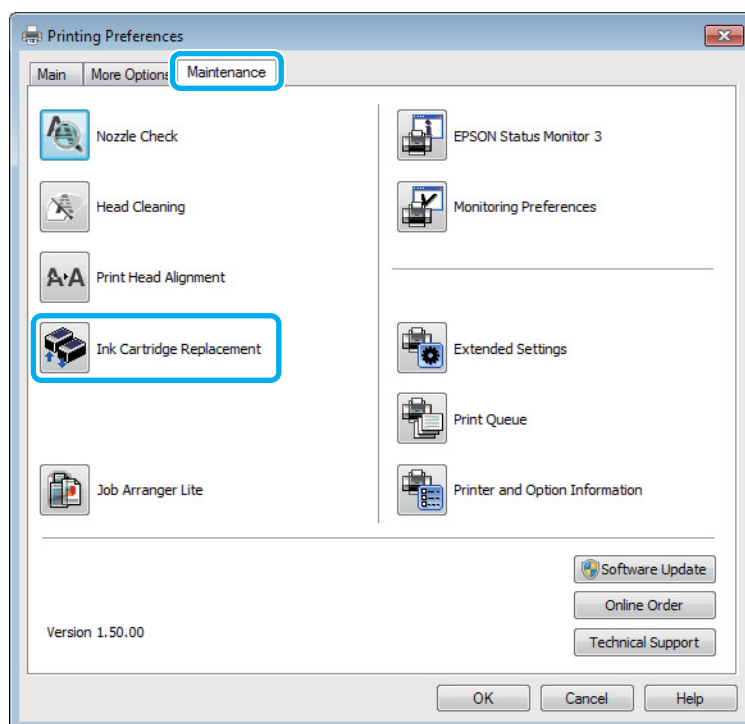 Printing Preferences
Main
More Options
Maintenance
Nozzle Check
Head Cleaning
Print Head Alignment
Ink Cartridge Replacement
Job Arranger Lite
EPSON Status Monitor 3
Monitoring Preferences
Extended Settings
Print Queue
Printer and Option Information
Software Update
Online Order
Technical Support
Version 1.50.00
OK
Cancel
Help